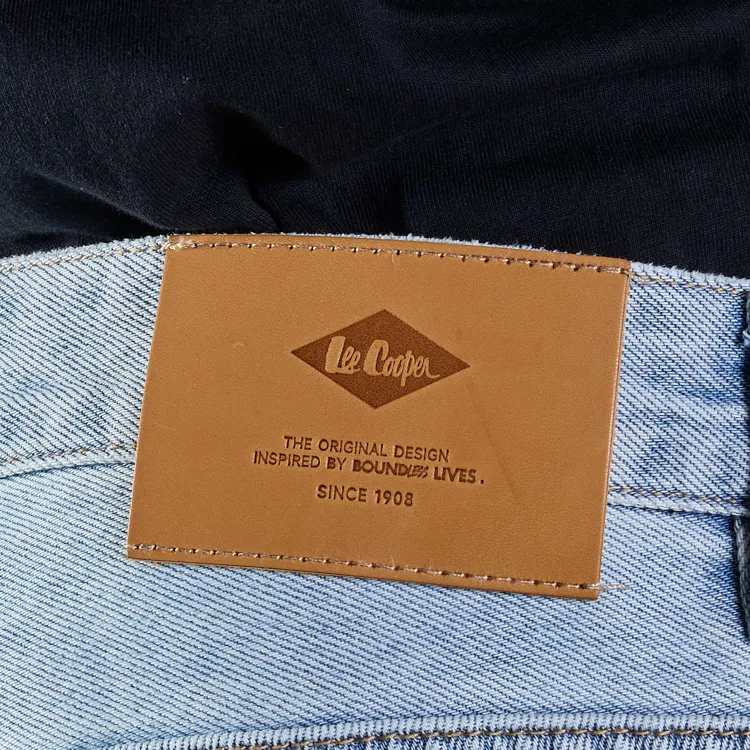 Lee Cooper
THE ORIGINAL DESIGN
INSPIRED BY BOUNDLESS LIVES.
SINCE 1908